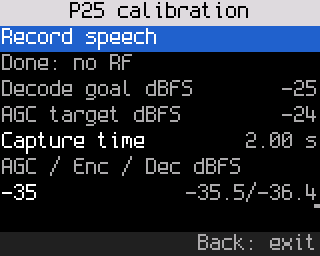 P25 calibration
Record speech
Done: no RF
Decode goal dBFS -25
AGC target dBFS -24
Capture time 2.00 s
AGC / Enc / Dec dBFS
-35 -35.5/-36.4
Back: exit